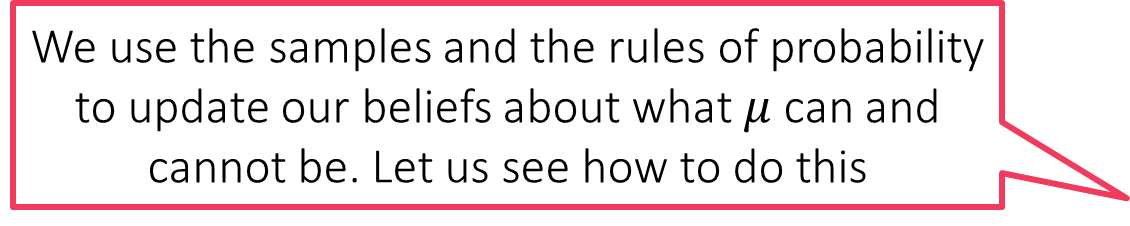 We use the samples and the rules of probability
to update our beliefs about what 𝝁 can and
cannot be. Let us see how to do this